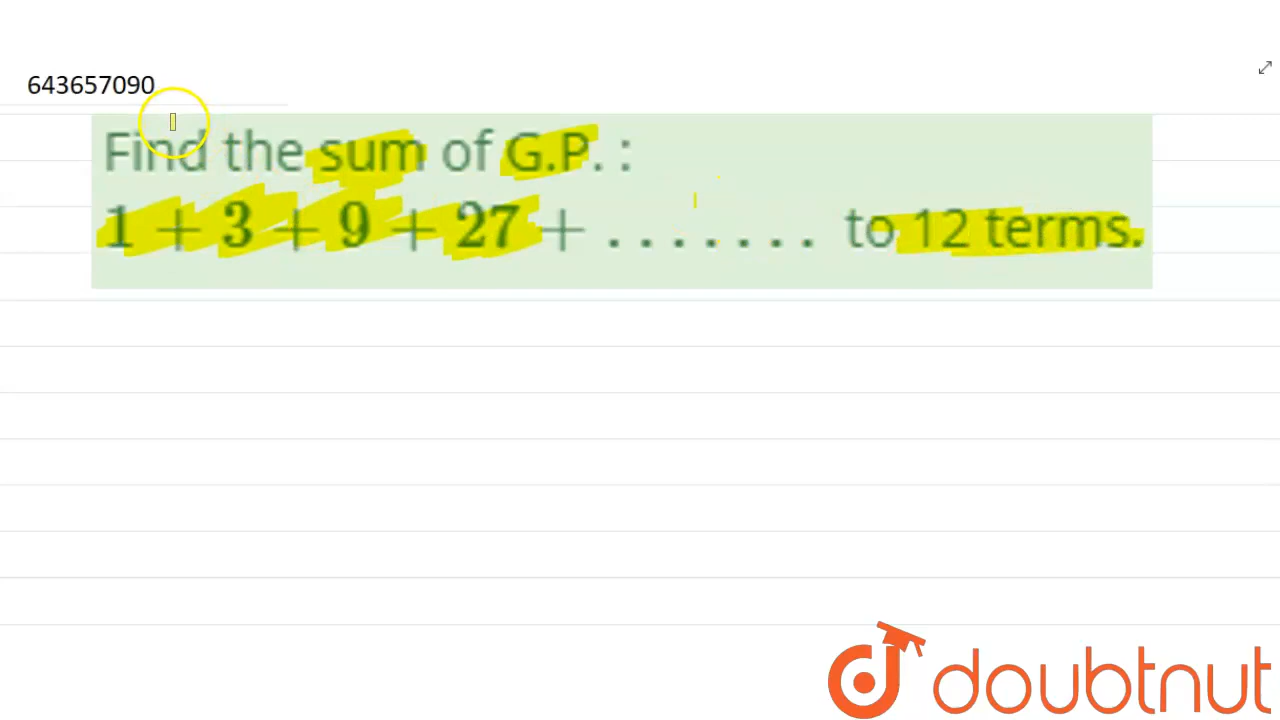 643657090
Find the sum of G.P. :
1 + 3 + 9 + 27 + ....... to 12 terms.
doubtnut